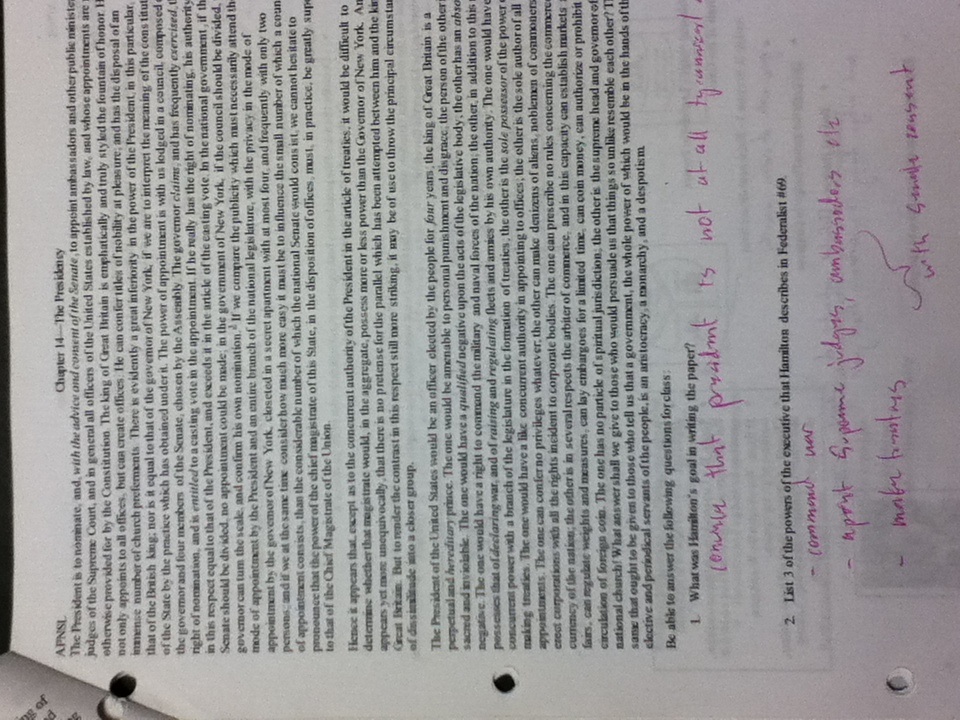 ing of
APNSL Chapter 14—The Presidency
The President is to nominate, and, with the advice and consent of the Senate, to appoint ambassadors and other public ministe
judges of the Supreme Court, and in general all officers of the United States established by law, and whose appointments are
otherwise provided for by the Constitution. The king of Great Britain is emphatically and truly styled the fountain of honor. H
not only appoints to all offices, but can create offices. He can confer titles of nobility at pleasure; and has the disposal of an
immense number of church preferments. There is evidently a great inferiority in the power of the President, in this particular,
that of the British king; nor is it equal to that of the governor of New York, if we are to interpret the meaning of the constitut
of the State by the practice which has obtained under it. The power of appointment is with us lodged in a council, composed
the governor and four members of the Senate, chosen by the Assembly. The governor claims, and has frequently exercised, t
right of nomination, and is entitled to a casting vote in the appointment. If he really has the right of nominating, his authority
in this respect equal to that of the President, and exceeds it in the article of the casting vote. In the national government, if th
Senate should be divided, no appointment could be made; in the government of New York, if the council should be divided,
governor can turn the scale, and confirm his own nomination. If we compare the publicity which must necessarily attend th
mode of appointment by the President and an entire branch of the national legislature, with the privacy in the mode of
appointment by the governor of New York, closeted in a secret apartment with at most four, and frequently with only two
persons; and if we at the same time consider how much more easy it must be to influence the small number of which a coun
of appointment consists, than the considerable number of which the national Senate would consist, we cannot hesitate to
pronounce that the power of the chief magistrate of this State, in the disposition of offices, must, in practice, be greatly supe
to that of the Chief Magistrate of the Union.
Hence it appears that, except as to the concurrent authority of the President in the article of treaties, it would be difficult to
determine whether that magistrate would, in the aggregate, possess more or less power than the Governor of New York. An
appears yet more unequivocally, that there is no pretense for the parallel which has been attempted between him and the kin
Great Britain. But to render the contrast in this respect still more striking, it may be of use to throw the principal circumsta
of dissimilitude into a closer group.
The President of the United States would be an officer elected by the people for four years; the king of Great Britain is a
perpetual and hereditary prince. The one would be amenable to personal punishment and disgrace; the person of the other
sacred and inviolable. The one would have a qualified negative upon the acts of the legislative body; the other has an abso
negative. The one would have a right to command the military and naval forces of the nation; the other, in addition to this
possesses that of declaring war, and of raising and regulating fleets and armies by his own authority. The one would have
concurrent power with a branch of the legislature in the formation of treaties; the other is the sole possessor of the power
making treaties. The one would have a like concurrent authority in appointing to offices; the other is the sole author of all
appointments. The one can confer no privileges whatever; the other can make denizens of aliens, noblemen of commoners
erect corporations with all the rights incident to corporate bodies. The one can prescribe no rules concerning the commerc
currency of the nation; the other is in several respects the arbiter of commerce, and in this capacity can establish markets
fairs, can regulate weights and measures, can lay embargoes for a limited time, can coin money, can authorize or prohibit
circulation of foreign coin. The one has no particle of spiritual jurisdiction; the other is the supreme head and governor of
national church! What answer shall we give to those who would persuade us that things so unlike resemble each other? T
same that ought to be given to those who tell us that a government, the whole power of which would be in the hands of th
elective and periodical servants of the people, is an aristocracy, a monarchy, and a despotism.
Be able to answer the following questions for class:
1. What was Hamilton's goal in writing the paper?
that presidnt is not at all tyrannical
2. List 3 of the powers of the executive that Hamilton describes in Federalist #69.
- command war
- apont Supreme judges, ambassadors etc
- make treaties
with senate consent